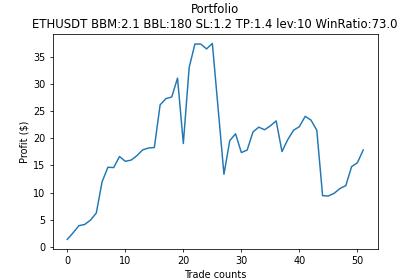 Portfolio
ETHUSDT BBM:2.1 BBL:180 SL:1.2 TP:1.4 lev:10 WinRatio:73.0
Profit ($)
35
30
25
20
15
10
5
0
0 10 20 30 40 50
Trade counts